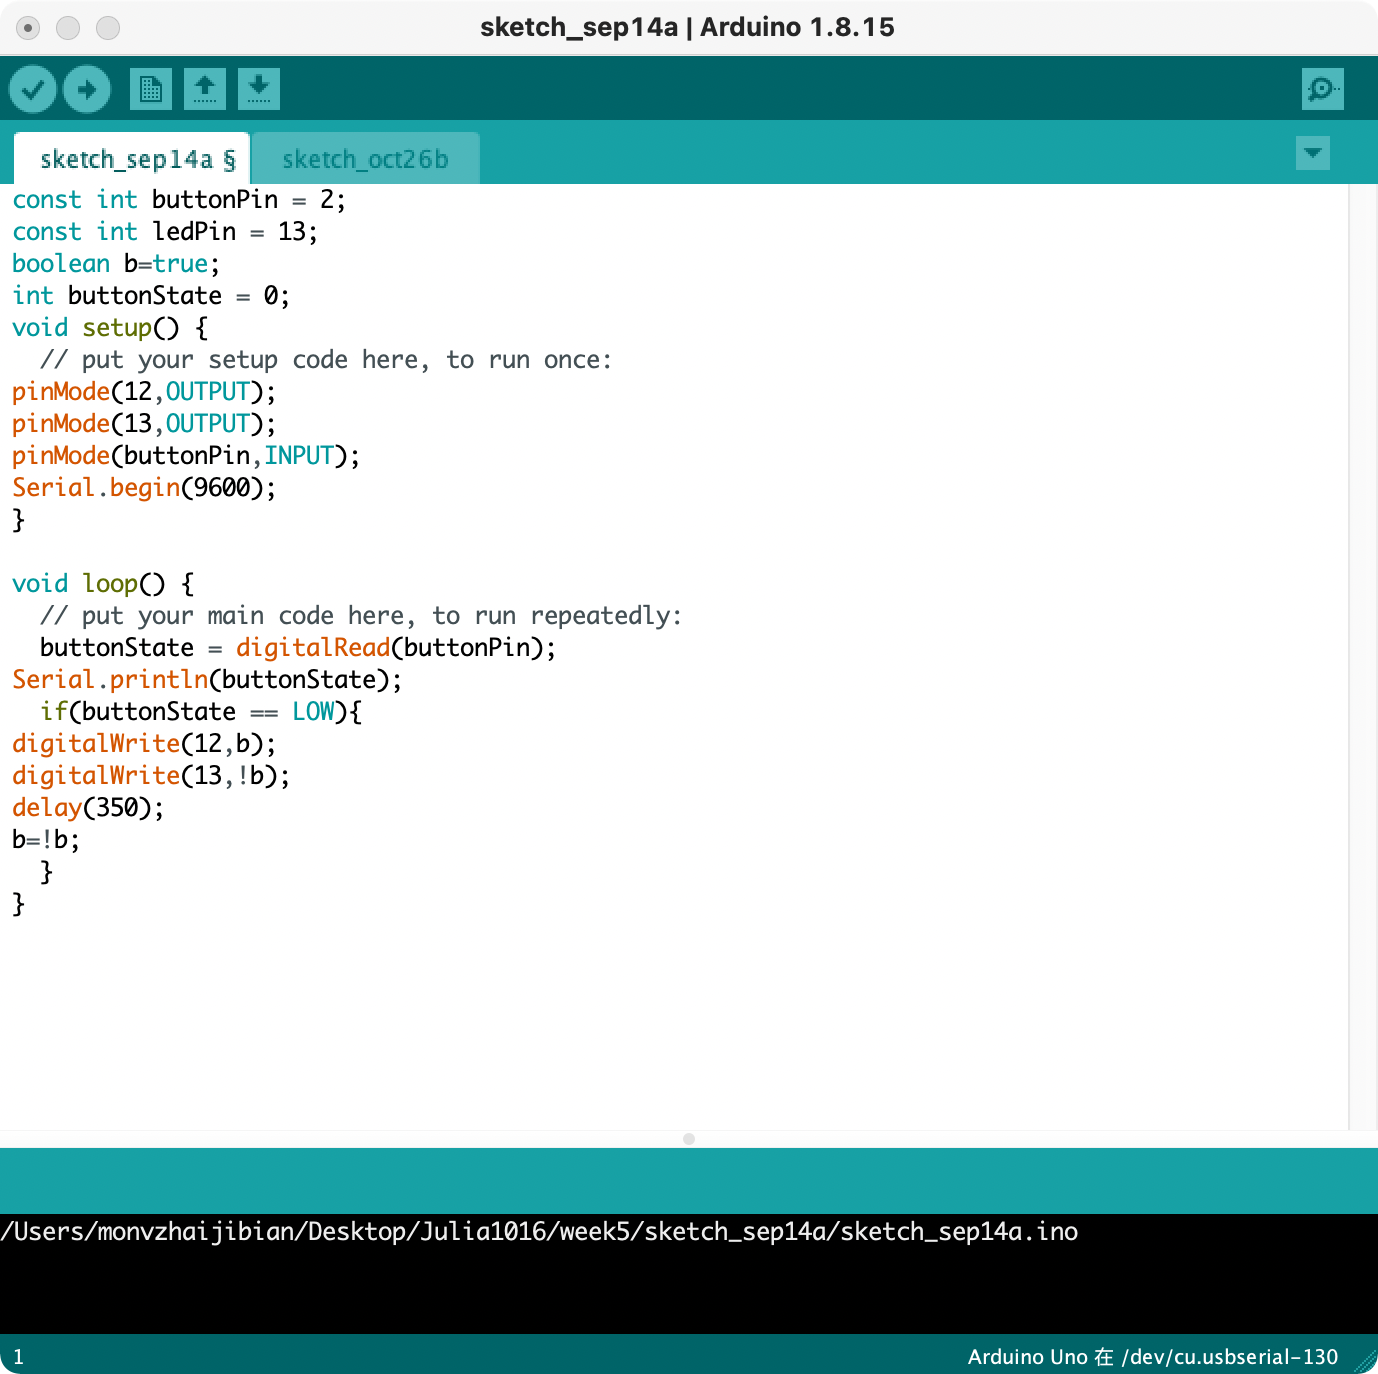 sketch_sep14a | Arduino 1.8.15
sketch_sep14a § sketch_oct26b
const int buttonPin = 2;
const int ledPin = 13;
boolean b=true;
int buttonState = 0;
void setup() {
  // put your setup code here, to run once:
pinMode(12,OUTPUT);
pinMode(13,OUTPUT);
pinMode(buttonPin,INPUT);
Serial.begin(9600);
}
void loop() {
  // put your main code here, to run repeatedly:
  buttonState = digitalRead(buttonPin);
Serial.println(buttonState);
  if(buttonState == LOW){
digitalWrite(12,b);
digitalWrite(13,!b);
delay(350);
b=!b;
  }
}
/Users/monvzhaijibian/Desktop/Julia1016/week5/sketch_sep14a/sketch_sep14a.ino
1 Arduino Uno 在 /dev/cu.usbserial-130